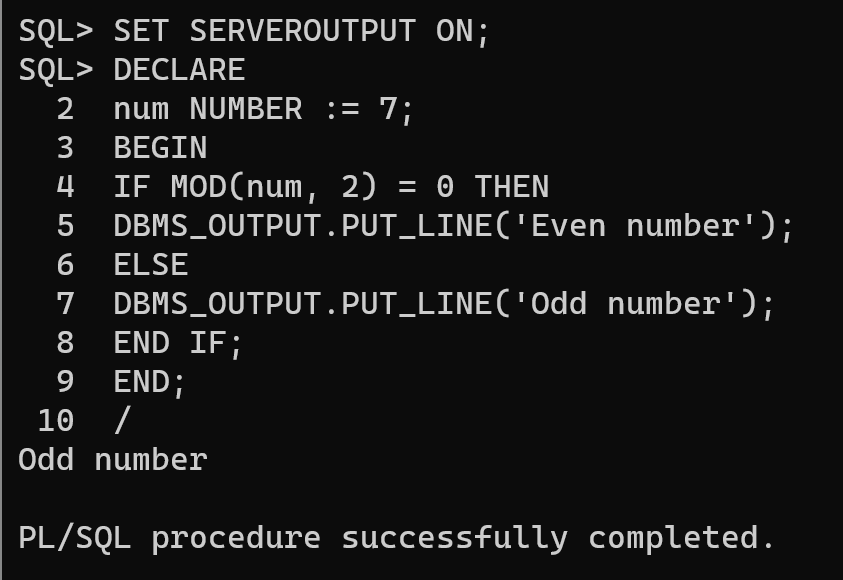 SQL> SET SERVEROUTPUT ON;
SQL> DECLARE
  2  num NUMBER := 7;
  3  BEGIN
  4  IF MOD(num, 2) = 0 THEN
  5  DBMS_OUTPUT.PUT_LINE('Even number');
  6  ELSE
  7  DBMS_OUTPUT.PUT_LINE('Odd number');
  8  END IF;
  9  END;
 10  /
Odd number

PL/SQL procedure successfully completed.